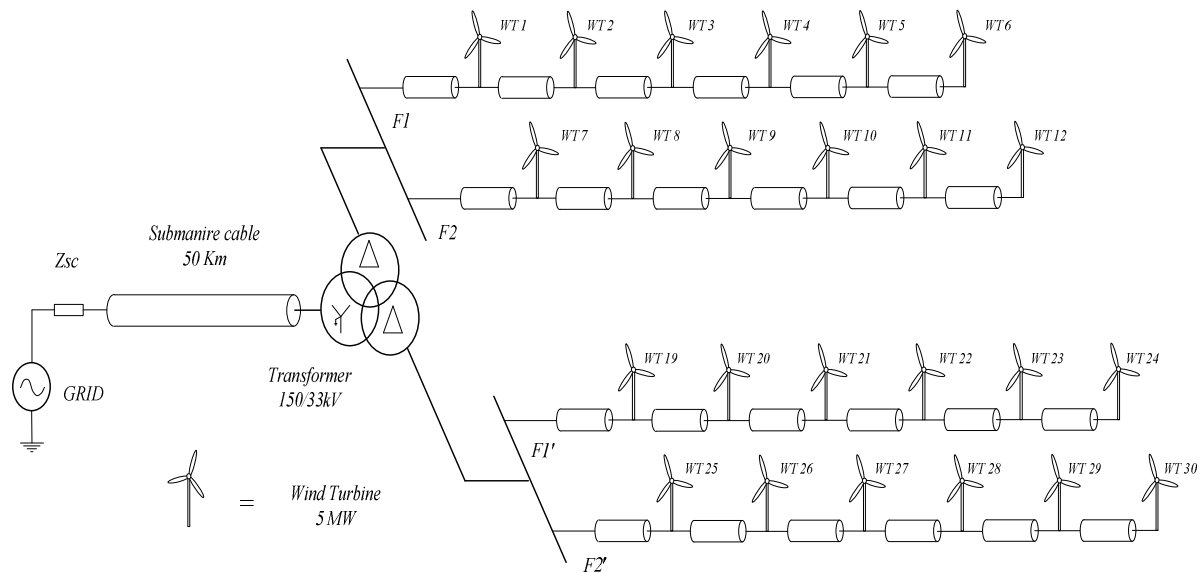 WT 1
WT 2
WT 3
WT 4
WT 5
WT 6
F1
WT 7
WT 8
WT 9
WT 10
WT 11
WT 12
F2
Submanire cable
50 Km
Zsc
Transformer
150/33kV
GRID
WT 19
WT 20
WT 21
WT 22
WT 23
WT 24
F1'
WT 25
WT 26
WT 27
WT 28
WT 29
WT 30
F2'
= Wind Turbine
5 MW